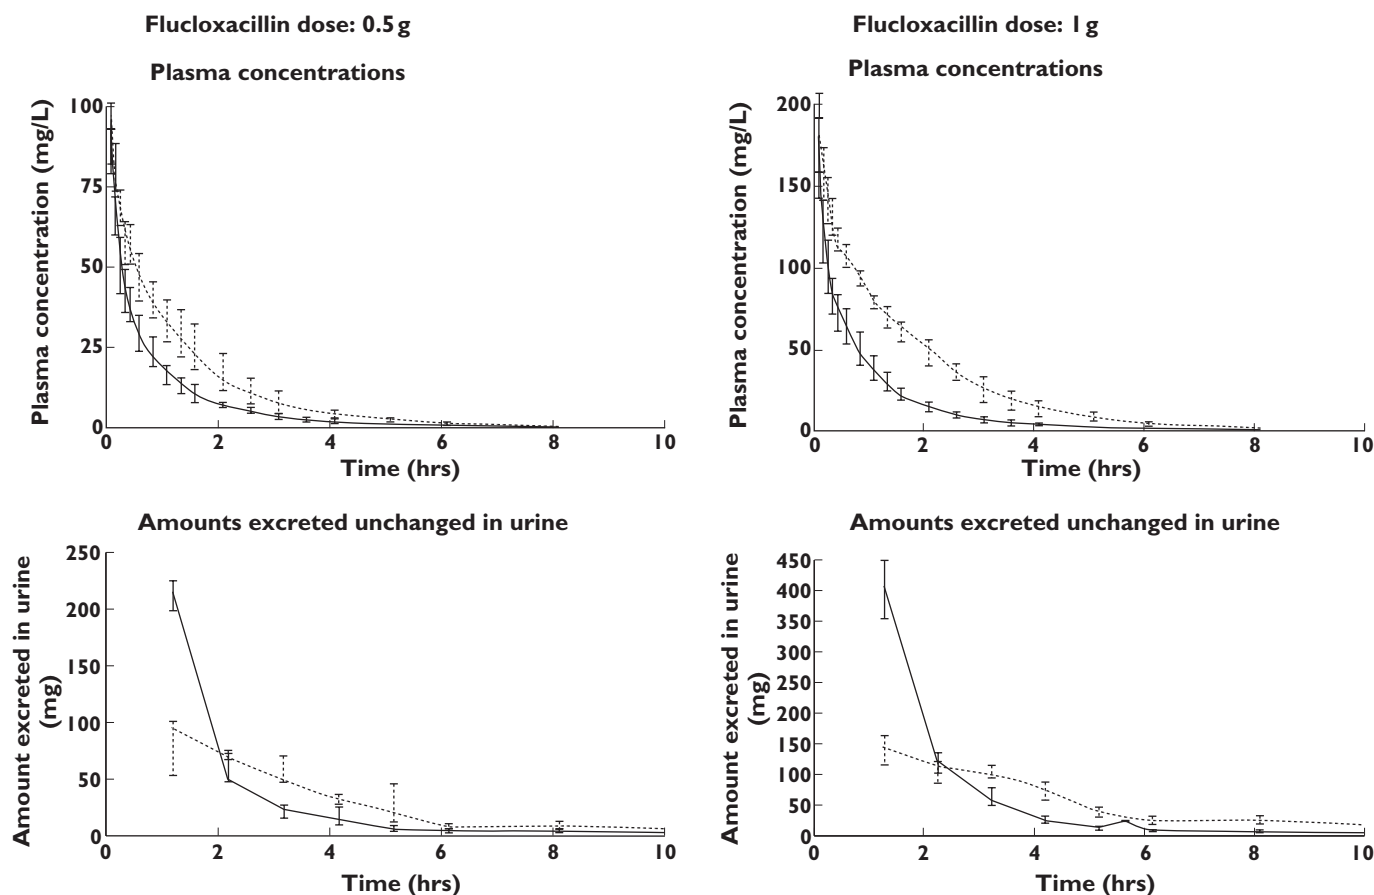 Flucloxacillin dose: 0.5 g
Plasma concentrations
Plasma concentration (mg/L)
100
75
50
25
0
0 2 4 6 8 10
Time (hrs)
Flucloxacillin dose: 1 g
Plasma concentrations
Plasma concentration (mg/L)
200
150
100
50
0
0 2 4 6 8 10
Time (hrs)
Amounts excreted unchanged in urine
Amount excreted in urine
(mg)
250
200
150
100
50
0
0 2 4 6 8 10
Time (hrs)
Amounts excreted unchanged in urine
Amount excreted in urine
(mg)
450
400
350
300
450
200
150
100
50
0
0 2 4 6 8 10
Time (hrs)